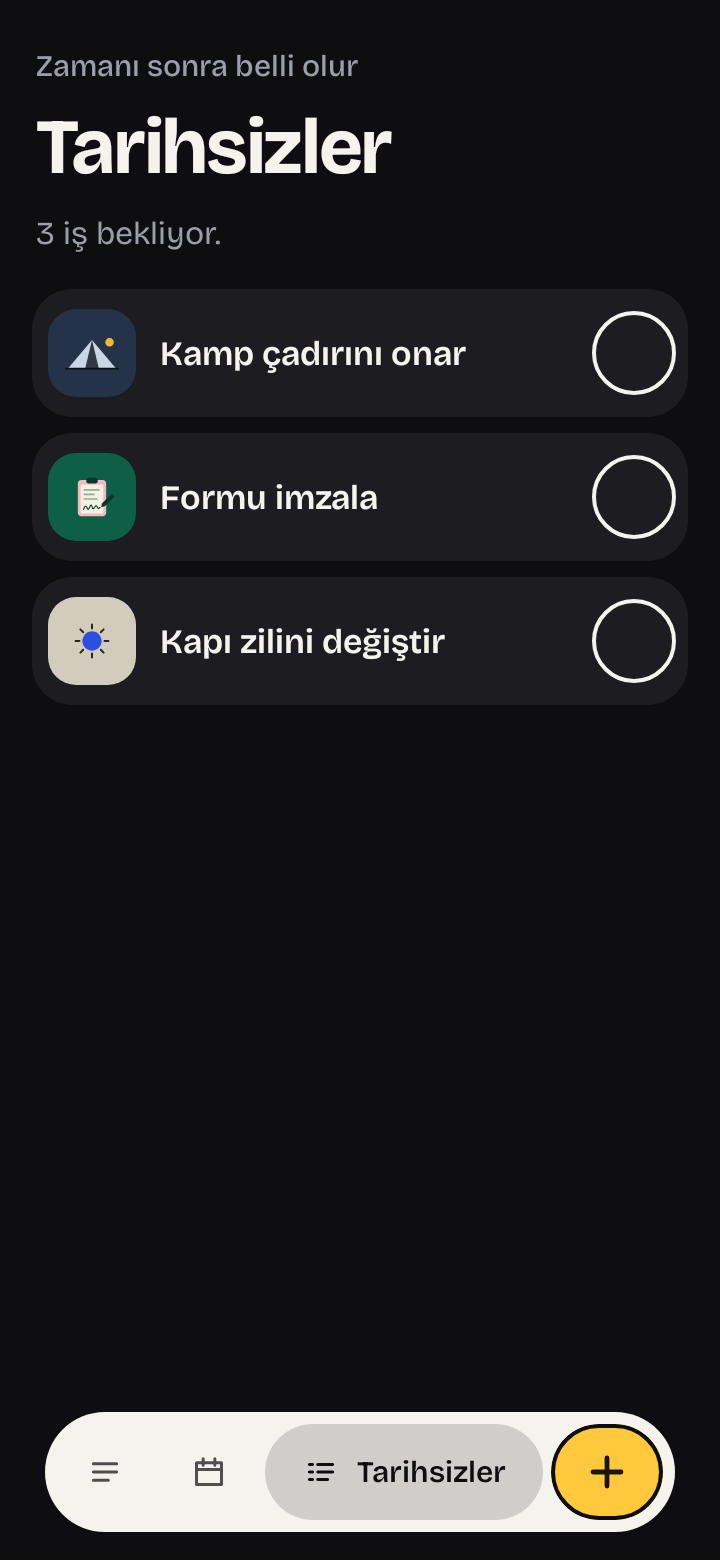 Zamanı sonra belli olur
Tarihsizler
3 iş bekliyor.
Kamp çadırını onar
Formu imzala
Kapı zilini değiştir
Tarihsizler